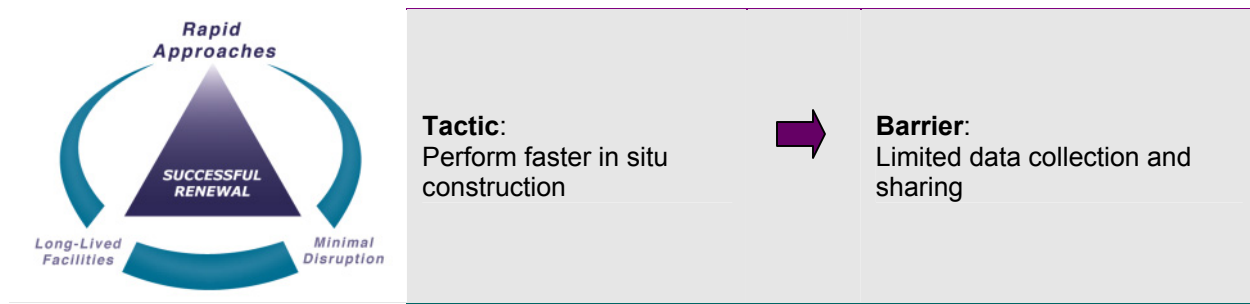 Rapid
Approaches
SUCCESSFUL
RENEWAL
Long-Lived
Facilities
Minimal
Disruption
Tactic:
Perform faster in situ
construction
Barrier:
Limited data collection and
sharing